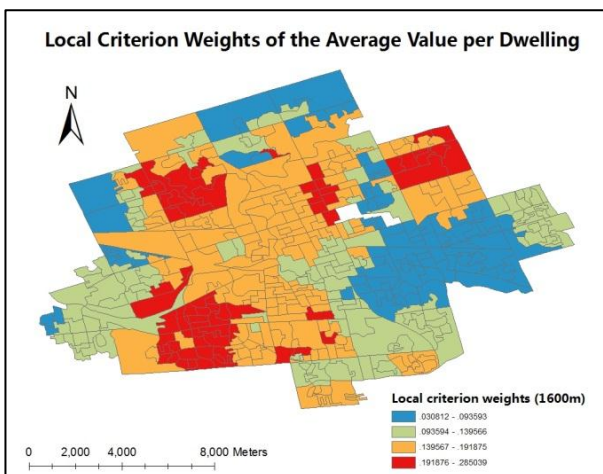 Local Criterion Weights of the Average Value per Dwelling
N
Local criterion weights (1600m)
.030812 - .093593
.093594 - .139566
.139567 - .191875
.191876 - .285039
0 2,000 4,000 8,000 Meters